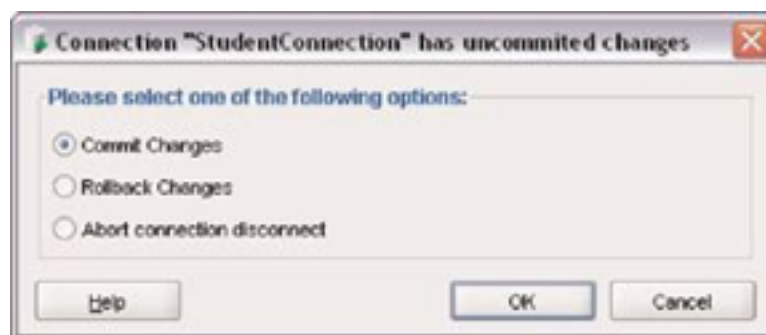 Connection "StudentConnection" has uncommited changes
Please select one of the following options:
Commit Changes
Rollback Changes
Abort connection disconnect
Help OK Cancel